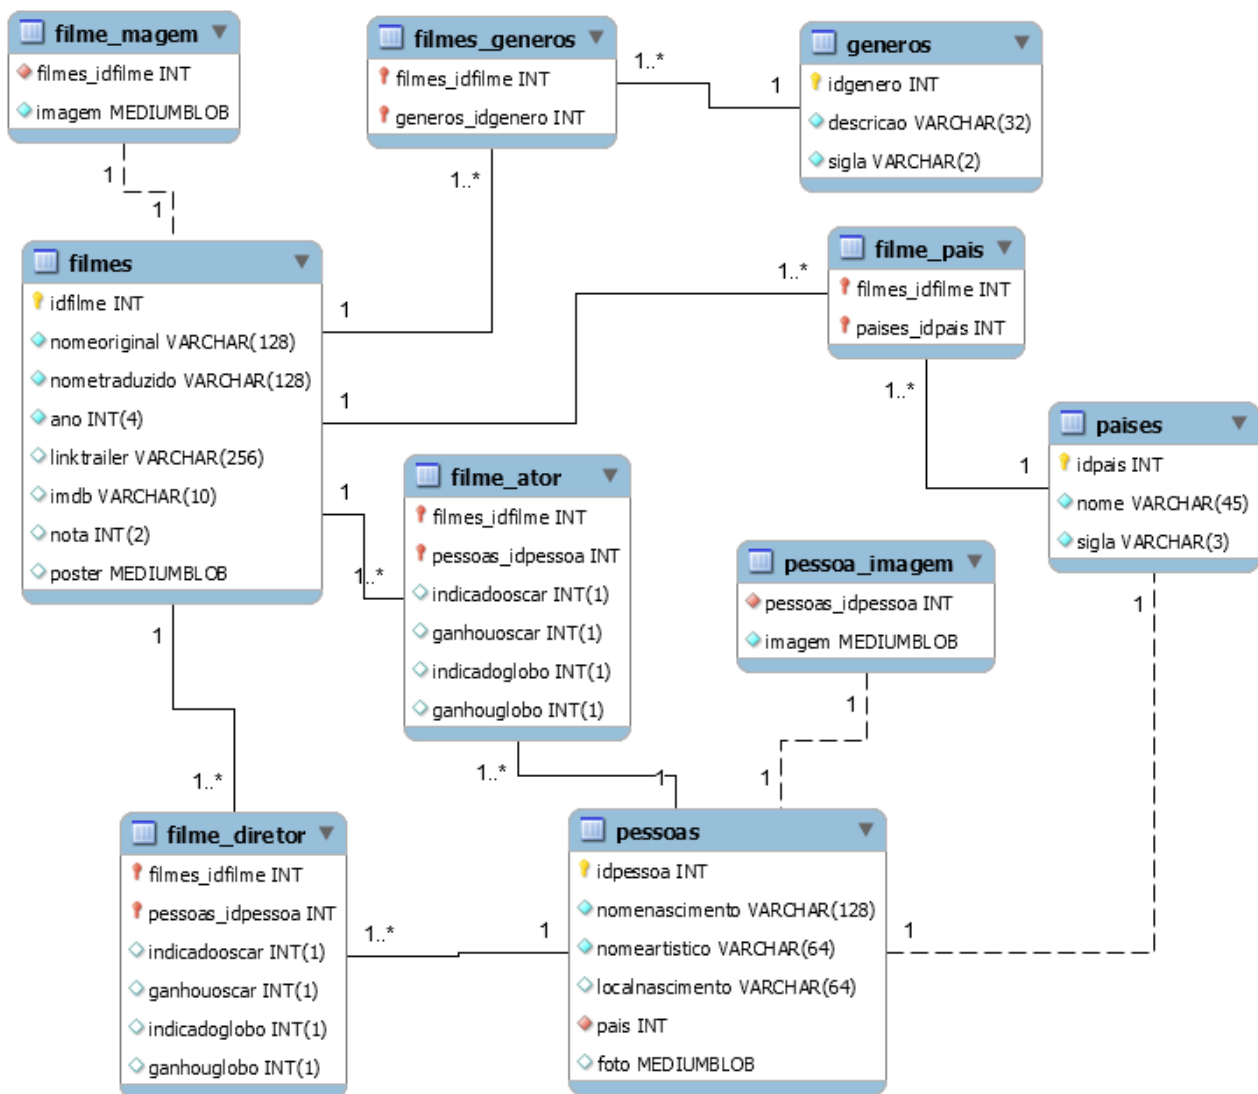 filme_magem
filmes_idfilme INT
imagem MEDIUMBLOB
filmes_generos
filmes_idfilme INT
generos_idgenero INT
generos
idgenero INT
descricao VARCHAR(32)
sigla VARCHAR(2)
1..*
1
1
1
1..*
filmes
idfilme INT
nomeoriginal VARCHAR(128)
nometraduzido VARCHAR(128)
ano INT(4)
linktrailer VARCHAR(256)
imdb VARCHAR(10)
nota INT(2)
poster MEDIUMBLOB
1
1
1
1..*
1
filme_pais
filmes_idfilme INT
paises_idpais INT
1..*
1..*
1
paises
idpais INT
nome VARCHAR(45)
sigla VARCHAR(3)
1
filme_ator
filmes_idfilme INT
pessoas_idpessoa INT
indicadooscar INT(1)
ganhouoscar INT(1)
indicadoglobo INT(1)
ganhouglobo INT(1)
1..*
1
pessoa_imagem
pessoas_idpessoa INT
imagem MEDIUMBLOB
1
1
1..*
filme_diretor
filmes_idfilme INT
pessoas_idpessoa INT
indicadooscar INT(1)
ganhouoscar INT(1)
indicadoglobo INT(1)
ganhouglobo INT(1)
1..*
1
pessoas
idpessoa INT
nomenascimento VARCHAR(128)
nomeartistico VARCHAR(64)
localnascimento VARCHAR(64)
pais INT
foto MEDIUMBLOB
1